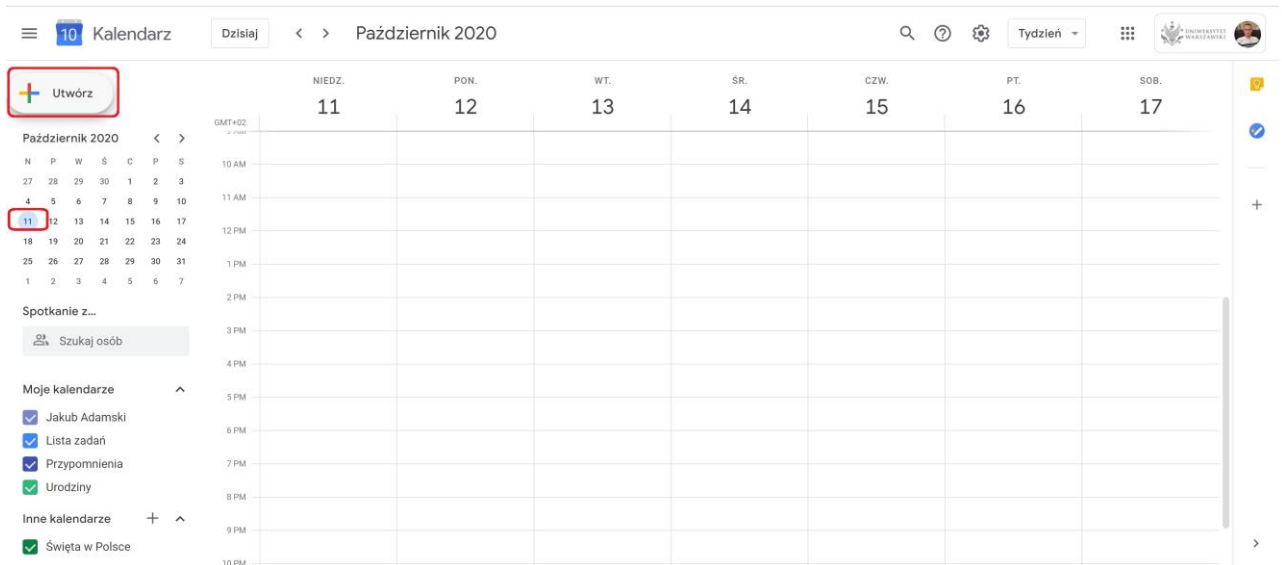 10 Kalendarz Dzisiaj Październik 2020 Tydzień UNIWERSYTET WARSZAWSKI
Utwórz
NIEDZ. PON. WT. ŚR. CZW. PT. SOB.
11 12 13 14 15 16 17
GMT+02
Październik 2020
N P W Ś C P S
27 28 29 30 1 2 3
4 5 6 7 8 9 10
11 12 13 14 15 16 17
18 19 20 21 22 23 24
25 26 27 28 29 30 31
1 2 3 4 5 6 7
Spotkanie z...
Szukaj osób
Moje kalendarze
Jakub Adamski
Lista zadań
Przypomnienia
Urodziny
Inne kalendarze
Święta w Polsce
10 AM
11 AM
12 PM
1 PM
2 PM
3 PM
4 PM
5 PM
6 PM
7 PM
8 PM
9 PM
10 PM